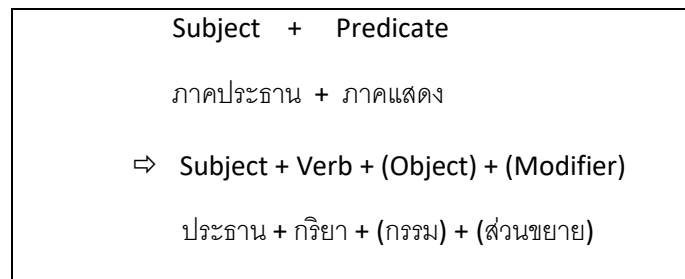 Subject + Predicate
ภาคประธาน + ภาคแสดง
⇨ Subject + Verb + (Object) + (Modifier)
ประธาน + กริยา + (กรรม) + (ส่วนขยาย)